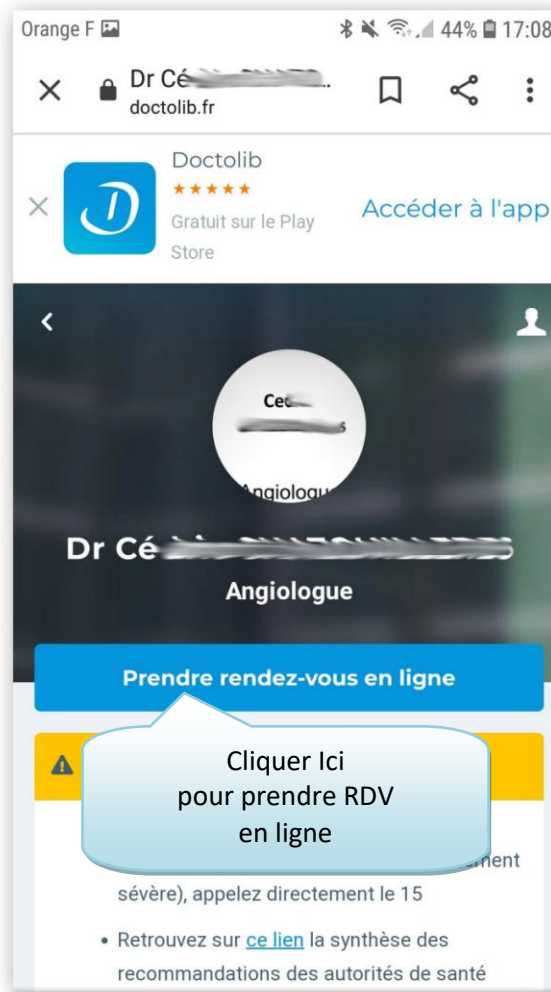 Orange F
44% 17:08
Dr Cé
doctolib.fr
Doctolib
Gratuit sur le Play
Store
Accéder à l'app
Angiologue
Dr Cé
Angiologue
Prendre rendez-vous en ligne
Cliquer Ici
pour prendre RDV
en ligne
sévère), appelez directement le 15
• Retrouvez sur ce lien la synthèse des
recommandations des autorités de santé